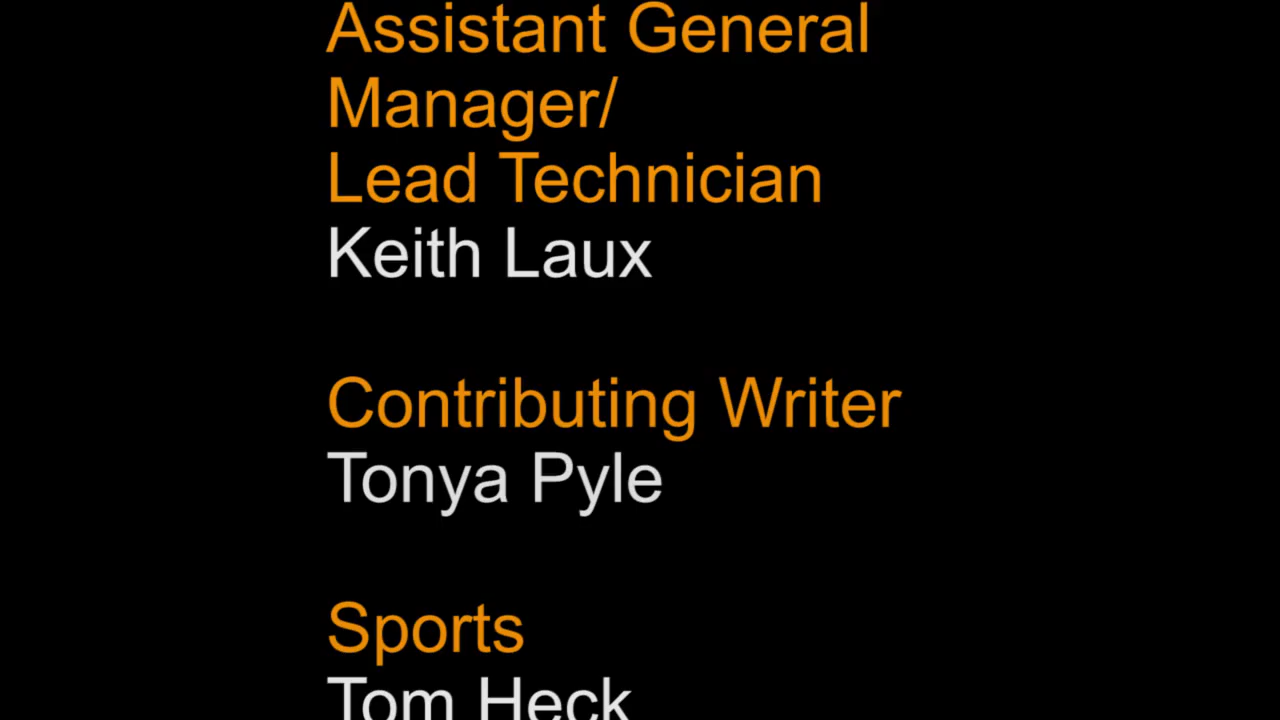 Assistant General
Manager/
Lead Technician
Keith Laux
Contributing Writer
Tonya Pyle
Sports
Tom Heck